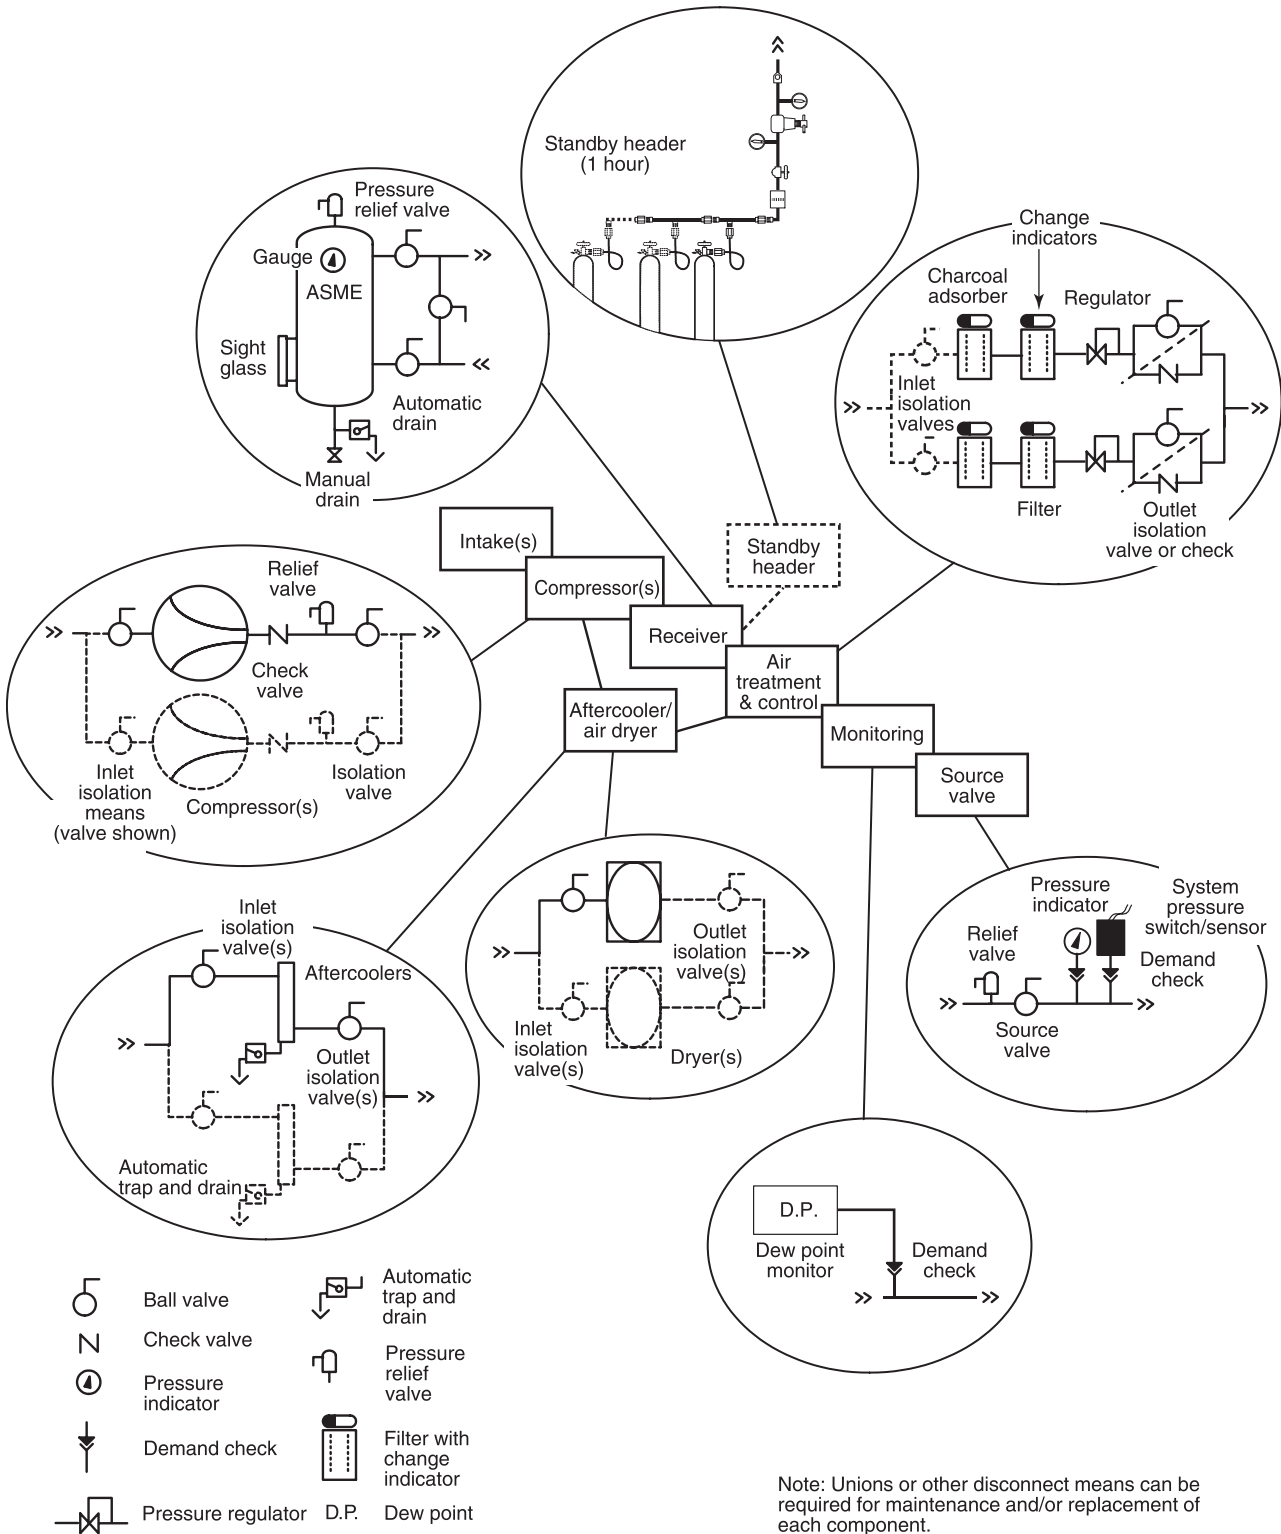 Standby header
(1 hour)
Pressure
relief valve
Gauge
ASME
Sight
glass
Automatic
drain
Manual
drain
Change
indicators
Charcoal
adsorber
Regulator
Inlet
isolation
valves
Filter
Outlet
isolation
valve or check
Intake(s)
Compressor(s)
Receiver
Standby
header
Air
treatment
& control
Aftercooler/
air dryer
Monitoring
Source
valve
Relief
valve
Check
valve
Inlet
isolation
means
(valve shown)
Compressor(s)
Isolation
valve
Inlet
isolation
valve(s)
Aftercoolers
Outlet
isolation
valve(s)
Automatic
trap and drain
Outlet
isolation
valve(s)
Inlet
isolation
valve(s)
Dryer(s)
Pressure
indicator
System
pressure
switch/sensor
Relief
valve
Demand
check
Source
valve
D.P.
Dew point
monitor
Demand
check
Ball valve
Check valve
Pressure
indicator
Demand check
Pressure regulator
Automatic
trap and
drain
Pressure
relief
valve
Filter with
change
indicator
D.P. Dew point
Note: Unions or other disconnect means can be
required for maintenance and/or replacement of
each component.